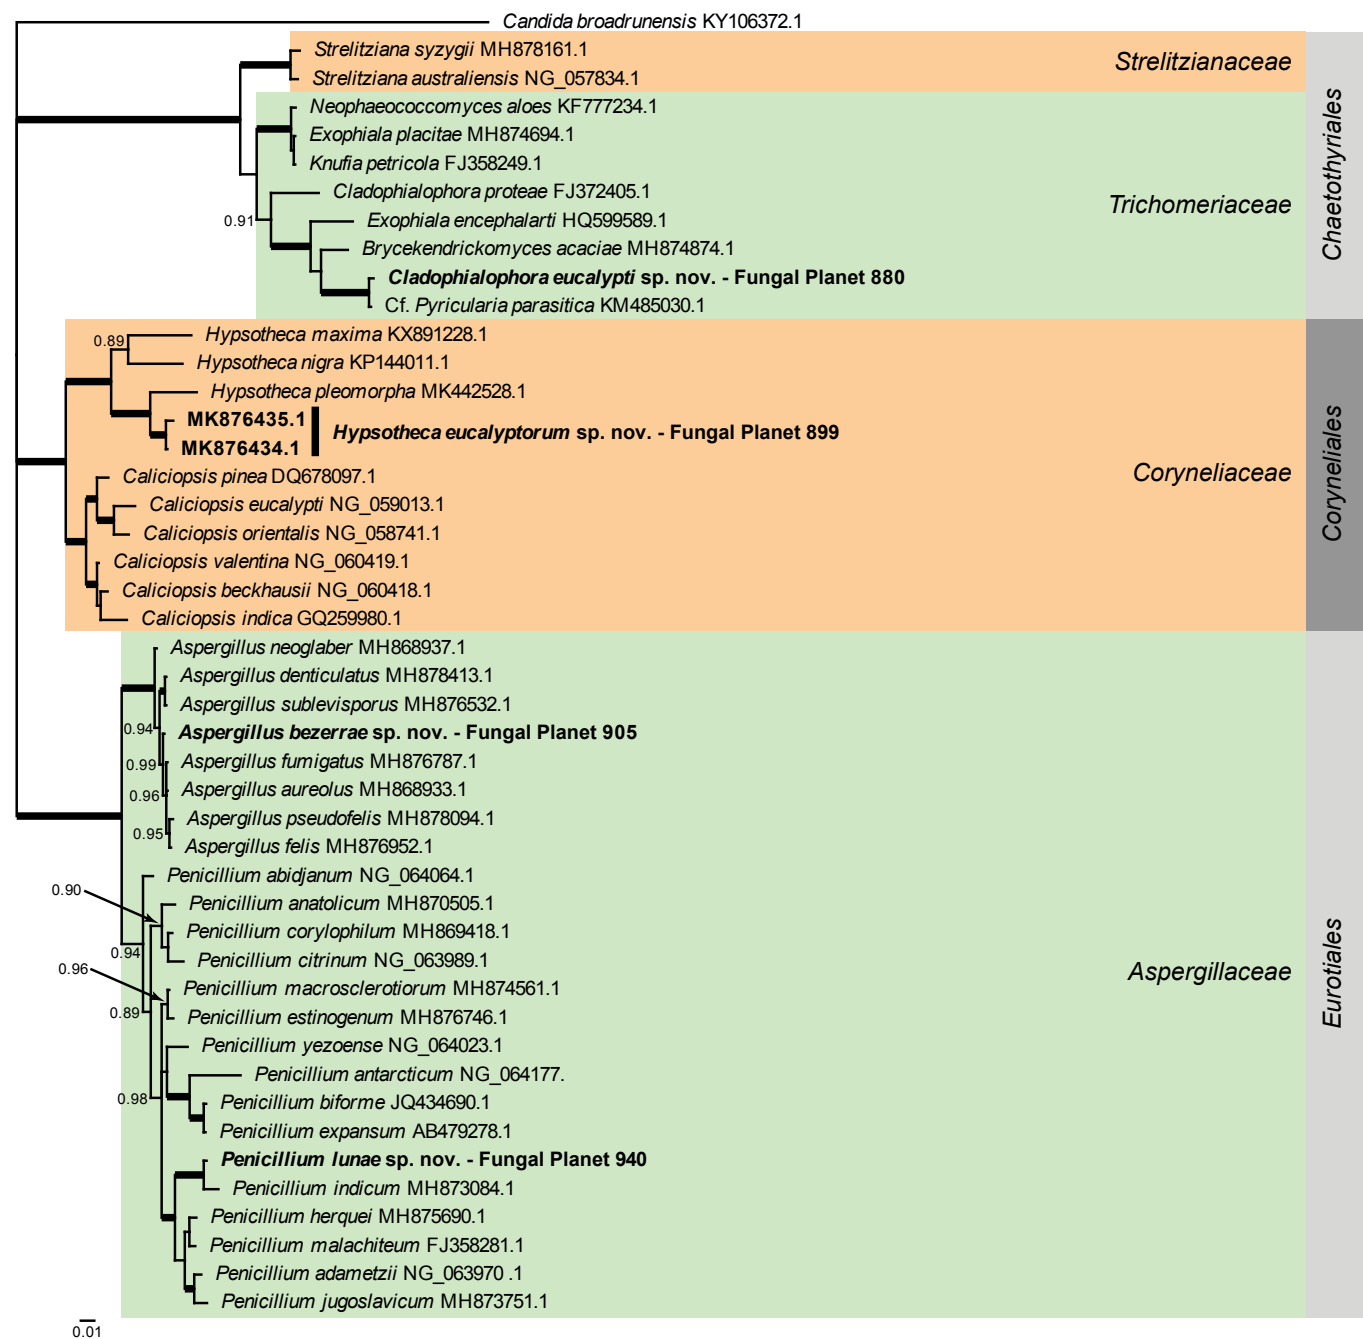 Candida broadrunensis KY106372.1
Strelitziana syzygii MH878161.1
Strelitziana australiensis NG_057834.1
Strelitzianaceae
Neophaeococcomyces aloes KF777234.1
Exophiala placitae MH874694.1
Knufia petricola FJ358249.1
Cladophialophora proteae FJ372405.1
0.91
Exophiala encephalarti HQ599589.1
Brycekendrickomyces acaciae MH874874.1
Cladophialophora eucalypti sp. nov. - Fungal Planet 880
Cf. Pyricularia parasitica KM485030.1
Trichomeriaceae
Chaetothyriales
Hypsotheca maxima KX891228.1
0.89
Hypsotheca nigra KP144011.1
Hypsotheca pleomorpha MK442528.1
MK876435.1
MK876434.1
Hypsotheca eucalyptorum sp. nov. - Fungal Planet 899
Caliciopsis pinea DQ678097.1
Caliciopsis eucalypti NG_059013.1
Caliciopsis orientalis NG_058741.1
Caliciopsis valentina NG_060419.1
Caliciopsis beckhausii NG_060418.1
Caliciopsis indica GQ259980.1
Coryneliaceae
Coryneliales
Aspergillus neoglaber MH868937.1
Aspergillus denticulatus MH878413.1
Aspergillus sublevisporus MH876532.1
0.94
Aspergillus bezerrae sp. nov. - Fungal Planet 905
0.99
Aspergillus fumigatus MH876787.1
0.96
Aspergillus aureolus MH868933.1
Aspergillus pseudofelis MH878094.1
0.95
Aspergillus felis MH876952.1
Penicillium abidjanum NG_064064.1
0.90
Penicillium anatolicum MH870505.1
Penicillium corylophilum MH869418.1
0.94
Penicillium citrinum NG_063989.1
0.96
Penicillium macrosclerotiorum MH874561.1
0.89
Penicillium estinogenum MH876746.1
Penicillium yezoense NG_064023.1
Penicillium antarcticum NG_064177.
0.98
Penicillium biforme JQ434690.1
Penicillium expansum AB479278.1
Penicillium lunae sp. nov. - Fungal Planet 940
Penicillium indicum MH873084.1
Penicillium herquei MH875690.1
Penicillium malachiteum FJ358281.1
Penicillium adametzii NG_063970 .1
Penicillium jugoslavicum MH873751.1
Aspergillaceae
Eurotiales
0.01